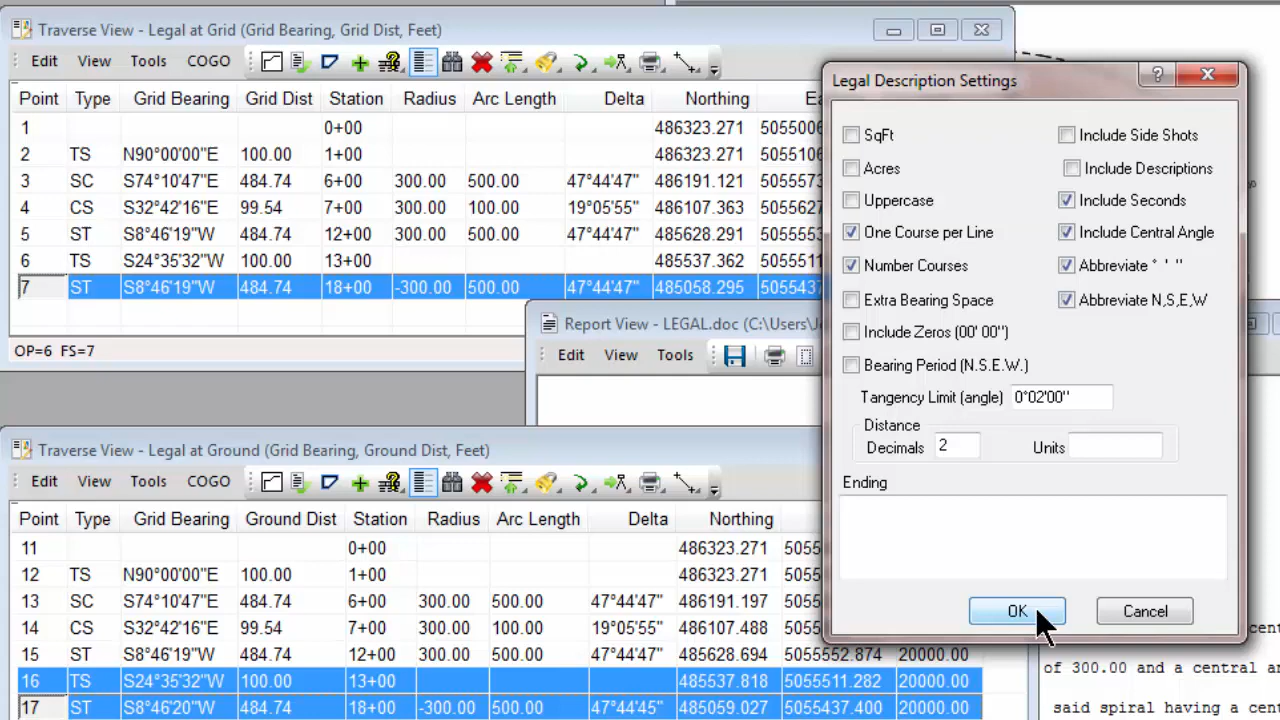 Traverse View - Legal at Grid (Grid Bearing, Grid Dist, Feet)
Edit View Tools COGO
Point Type Grid Bearing Grid Dist Station Radius Arc Length Delta Northing
1 0+00 486323.271
2 TS N90°00'00"E 100.00 1+00 486323.271
3 SC S74°10'47"E 484.74 6+00 300.00 500.00 47°44'47" 486191.121
4 CS S32°42'16"E 99.54 7+00 300.00 100.00 19°05'55" 486107.363
5 ST S8°46'19"W 484.74 12+00 300.00 500.00 47°44'47" 485628.291
6 TS S24°35'32"W 100.00 13+00 485537.362
7 ST S8°46'19"W 484.74 18+00 -300.00 500.00 47°44'47" 485058.295
OP=6 FS=7
Report View - LEGAL.doc
Edit View Tools
Legal Description Settings
SqFt Include Side Shots
Acres Include Descriptions
Uppercase Include Seconds
One Course per Line Include Central Angle
Number Courses Abbreviate ° ' "
Extra Bearing Space Abbreviate N,S,E,W
Include Zeros (00' 00")
Bearing Period (N.S.E.W.)
Tangency Limit (angle) 0°02'00"
Distance
Decimals 2 Units
Ending
OK Cancel
Traverse View - Legal at Ground (Grid Bearing, Ground Dist, Feet)
Edit View Tools COGO
Point Type Grid Bearing Ground Dist Station Radius Arc Length Delta Northing
11 0+00 486323.271
12 TS N90°00'00"E 100.00 1+00 486323.271
13 SC S74°10'47"E 484.74 6+00 300.00 500.00 47°44'47" 486191.197
14 CS S32°42'16"E 99.54 7+00 300.00 100.00 19°05'55" 486107.488
15 ST S8°46'19"W 484.74 12+00 300.00 500.00 47°44'47" 485628.694 5055552.874 20000.00
16 TS S24°35'32"W 100.00 13+00 485537.818 5055511.282 20000.00
17 ST S8°46'20"W 484.74 18+00 -300.00 500.00 47°44'45" 485059.027 5055437.400 20000.00
of 300.00 and a central
said spiral having a